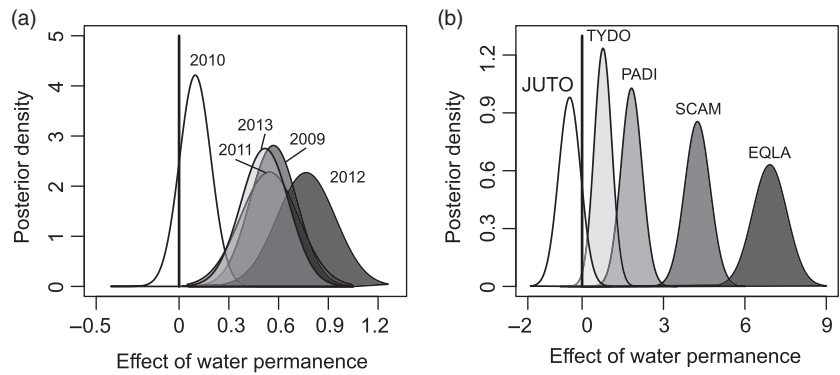 (a)
5
4
3
2
1
0
Posterior density
2010
2013
2009
2011
2012
−0.5
0
0.3
0.6
0.9
1.2
Effect of water permanence
(b)
1.2
0.9
0.6
0.3
0
Posterior density
TYDO
JUTO
PADI
SCAM
EQLA
−2
0
3
6
9
Effect of water permanence